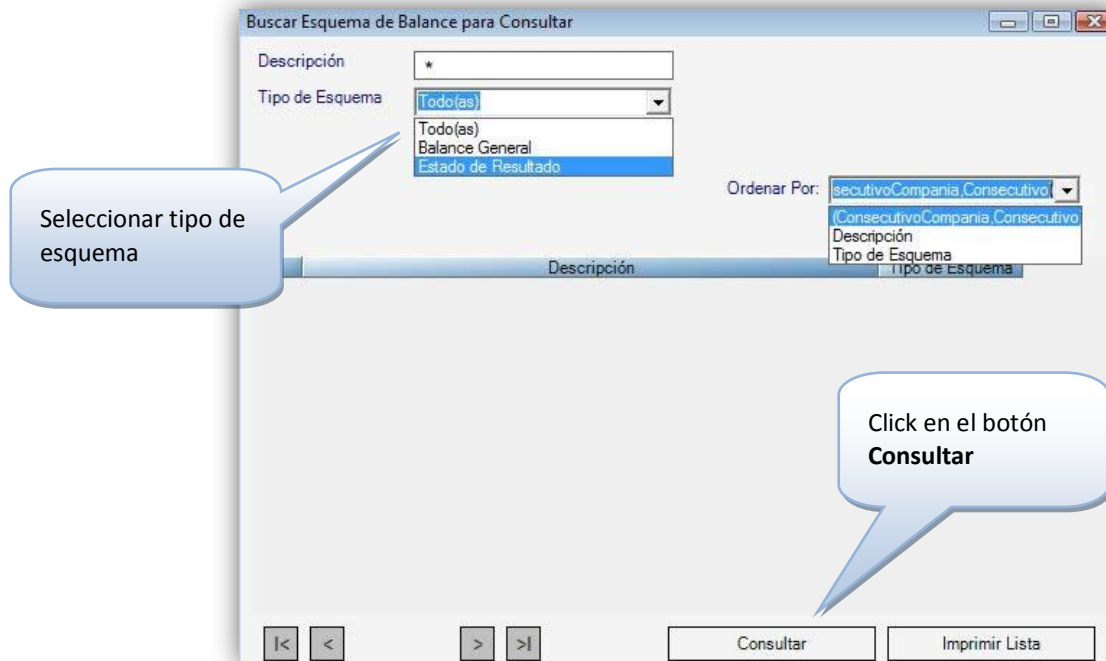 Buscar Esquema de Balance para Consultar
Descripción
*
Tipo de Esquema
Todo(as)
Todo(as)
Balance General
Estado de Resultado
Seleccionar tipo de
esquema
Ordenar Por:
secutivoCompania,Consecutivo(
(ConsecutivoCompania,Consecutivo
Descripción
Tipo de Esquema
Descripción
Tipo de Esquema
Click en el botón
Consultar
|<
<
>
>|
Consultar
Imprimir Lista